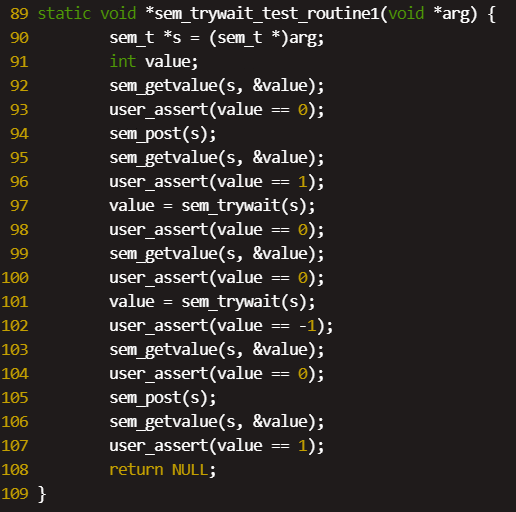 89 static void *sem_trywait_test_routine1(void *arg) {
90         sem_t *s = (sem_t *)arg;
91         int value;
92         sem_getvalue(s, &value);
93         user_assert(value == 0);
94         sem_post(s);
95         sem_getvalue(s, &value);
96         user_assert(value == 1);
97         value = sem_trywait(s);
98         user_assert(value == 0);
99         sem_getvalue(s, &value);
100         user_assert(value == 0);
101         value = sem_trywait(s);
102         user_assert(value == -1);
103         sem_getvalue(s, &value);
104         user_assert(value == 0);
105         sem_post(s);
106         sem_getvalue(s, &value);
107         user_assert(value == 1);
108         return NULL;
109 }